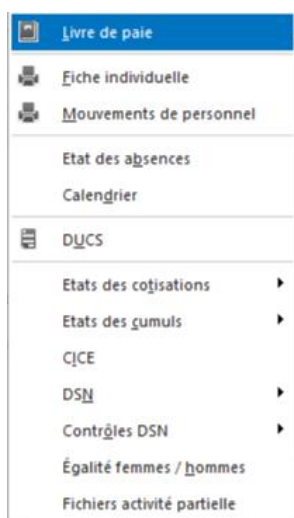 Livre de paie
Fiche individuelle
Mouvements de personnel
Etat des absences
Calendrier
DUCS
Etats des cotisations
Etats des cumuls
CICE
DSN
Contrôles DSN
Égalité femmes / hommes
Fichiers activité partielle